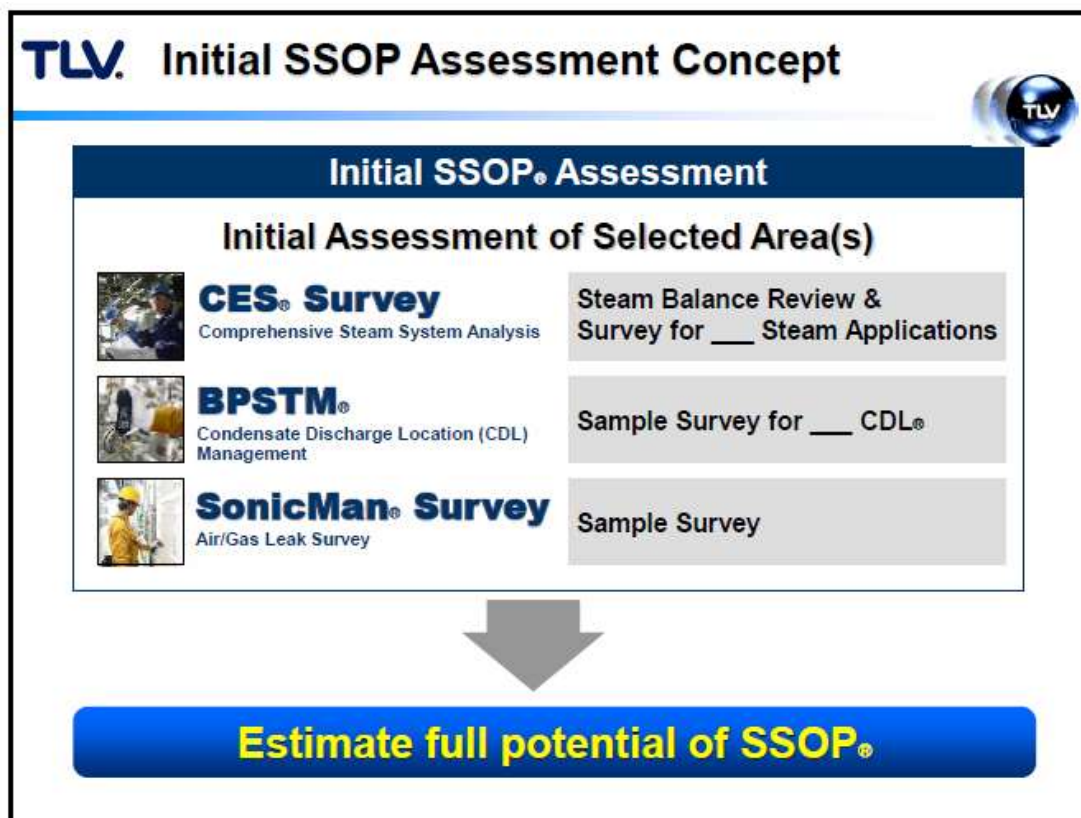 TLV. Initial SSOP Assessment Concept
TLV
Initial SSOP® Assessment
Initial Assessment of Selected Area(s)
CES® Survey
Comprehensive Steam System Analysis
Steam Balance Review &
Survey for ___ Steam Applications
BPSTM®
Condensate Discharge Location (CDL)
Management
Sample Survey for ___ CDL®
SonicMan® Survey
Air/Gas Leak Survey
Sample Survey
Estimate full potential of SSOP®